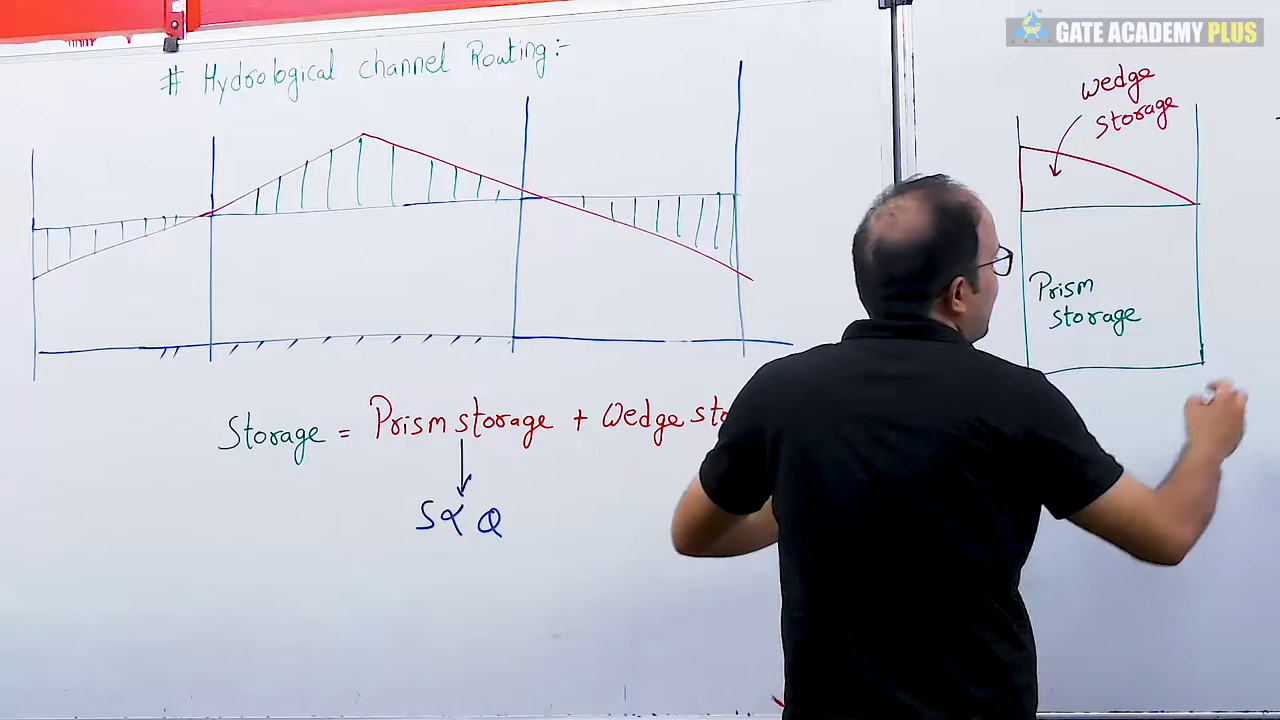 GATE ACADEMY PLUS
# Hydrological channel Routing:-
wedge
storage
Prism
storage
Storage = Prism storage + Wedge sto
S∝ Q